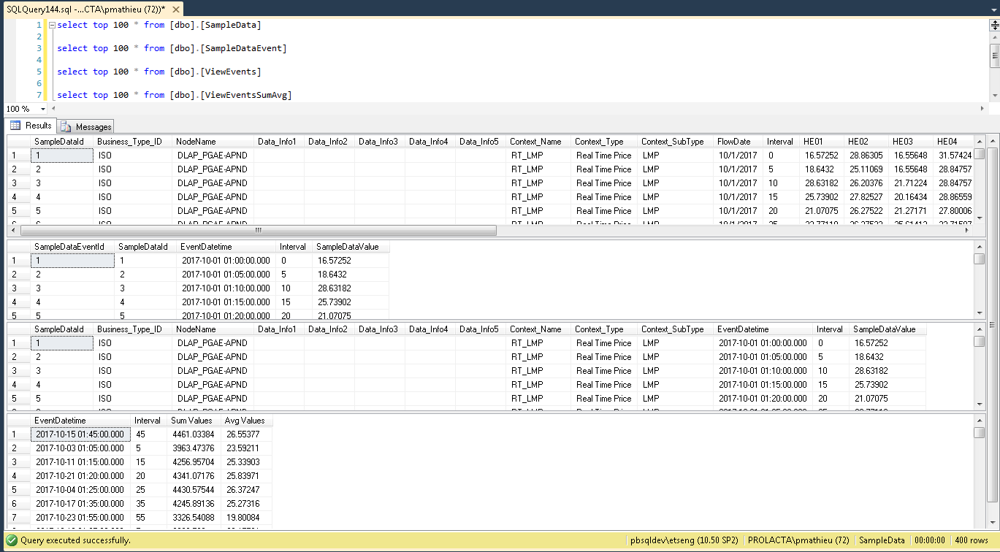 SQLQuery144.sql -...CTA\pmathieu (72))*
1 select top 100 * from [dbo].[SampleData]
2
3 select top 100 * from [dbo].[SampleDataEvent]
4
5 select top 100 * from [dbo].[ViewEvents]
6
7 select top 100 * from [dbo].[ViewEventsSumAvg]
100 %
Results Messages
SampleDataId Business_Type_ID NodeName Data_Info1 Data_Info2 Data_Info3 Data_Info4 Data_Info5 Context_Name Context_Type Context_SubType FlowDate Interval HE01 HE02 HE03 HE04
1 1 ISO DLAP_PGAE-APND RT_LMP Real Time Price LMP 10/1/2017 0 16.57252 28.86305 16.55648 31.57424
2 2 ISO DLAP_PGAE-APND RT_LMP Real Time Price LMP 10/1/2017 5 18.6432 25.11069 16.55648 28.84757
3 3 ISO DLAP_PGAE-APND RT_LMP Real Time Price LMP 10/1/2017 10 28.63182 26.20376 21.71224 28.84757
4 4 ISO DLAP_PGAE-APND RT_LMP Real Time Price LMP 10/1/2017 15 25.73902 27.82527 20.16434 28.86559
5 5 ISO DLAP_PGAE-APND RT_LMP Real Time Price LMP 10/1/2017 20 21.07075 26.27522 21.27171 27.80006
SampleDataEventId SampleDataId EventDatetime Interval SampleDataValue
1 1 1 2017-10-01 01:00:00.000 0 16.57252
2 2 2 2017-10-01 01:05:00.000 5 18.6432
3 3 3 2017-10-01 01:10:00.000 10 28.63182
4 4 4 2017-10-01 01:15:00.000 15 25.73902
5 5 5 2017-10-01 01:20:00.000 20 21.07075
SampleDataId Business_Type_ID NodeName Data_Info1 Data_Info2 Data_Info3 Data_Info4 Data_Info5 Context_Name Context_Type Context_SubType EventDatetime Interval SampleDataValue
1 1 ISO DLAP_PGAE-APND RT_LMP Real Time Price LMP 2017-10-01 01:00:00.000 0 16.57252
2 2 ISO DLAP_PGAE-APND RT_LMP Real Time Price LMP 2017-10-01 01:05:00.000 5 18.6432
3 3 ISO DLAP_PGAE-APND RT_LMP Real Time Price LMP 2017-10-01 01:10:00.000 10 28.63182
4 4 ISO DLAP_PGAE-APND RT_LMP Real Time Price LMP 2017-10-01 01:15:00.000 15 25.73902
5 5 ISO DLAP_PGAE-APND RT_LMP Real Time Price LMP 2017-10-01 01:20:00.000 20 21.07075
EventDatetime Interval Sum Values Avg Values
1 2017-10-15 01:45:00.000 45 4461.03384 26.55377
2 2017-10-03 01:05:00.000 5 3963.47376 23.59211
3 2017-10-11 01:15:00.000 15 4256.95704 25.33903
4 2017-10-21 01:20:00.000 20 4341.07176 25.83971
5 2017-10-04 01:25:00.000 25 4430.57544 26.37247
6 2017-10-17 01:35:00.000 35 4245.89136 25.27316
7 2017-10-23 01:55:00.000 55 3326.54088 19.80084
Query executed successfully. pbsqldev\etseng (10.50 SP2) PROLACTA\pmathieu (72) SampleData 00:00:00 400 rows